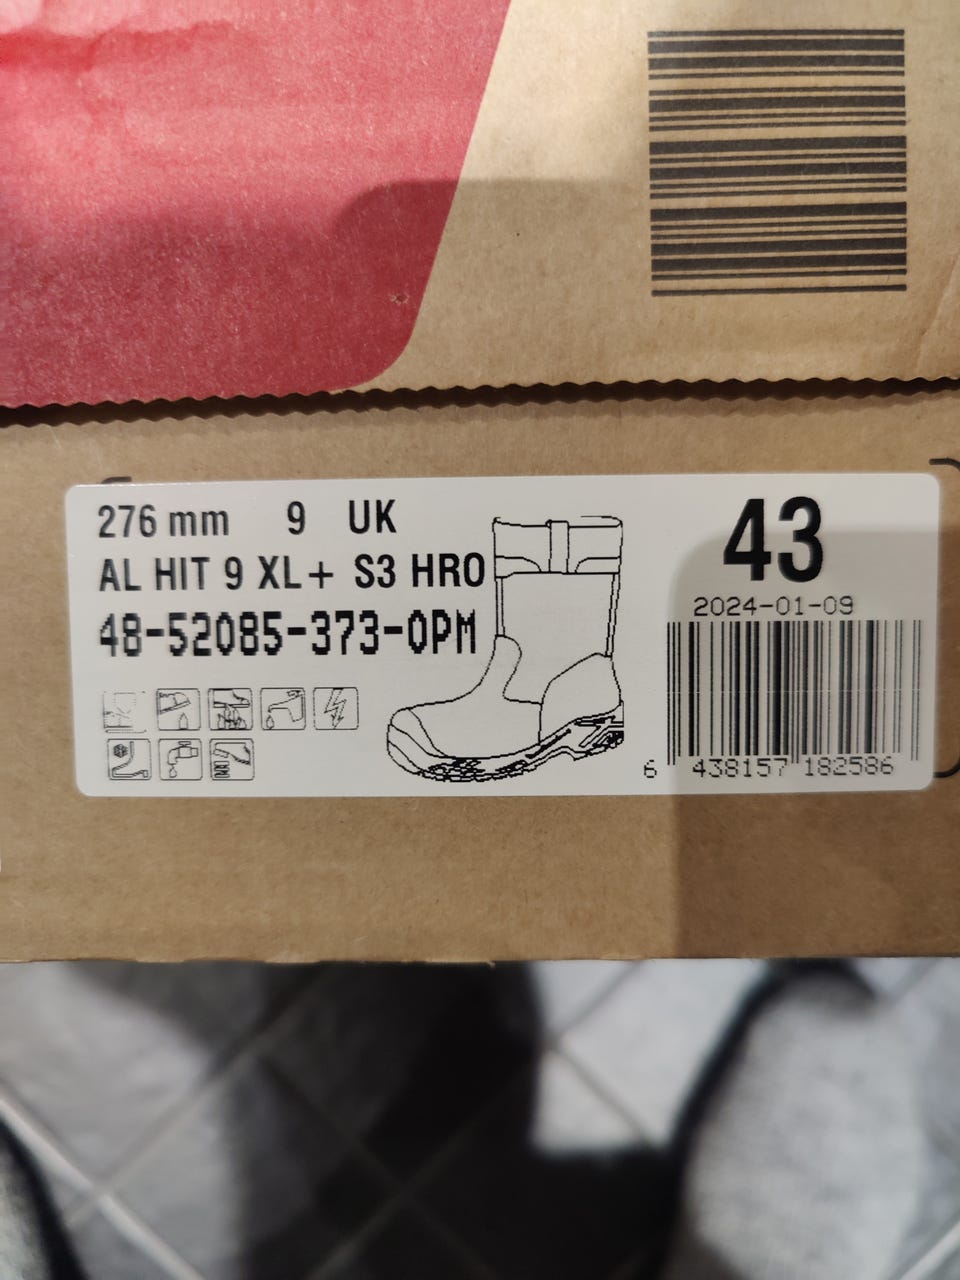 276 mm 9 UK
AL HIT 9 XL+ S3 HRO
48-52085-373-0PM
43
2024-01-09
6 438157 182586